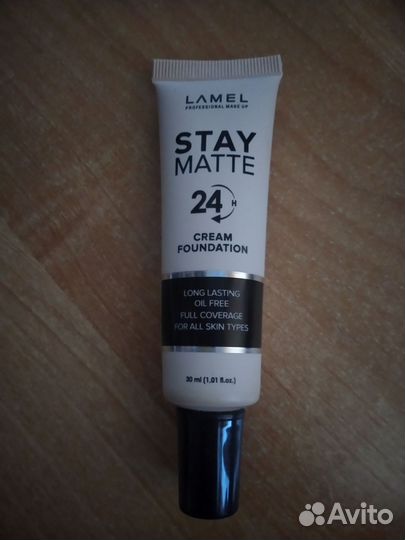 LAMEL
PROFESSIONAL MAKE UP
STAY
MATTE
24 H
CREAM
FOUNDATION
LONG LASTING
OIL FREE
FULL COVERAGE
FOR ALL SKIN TYPES
30 ml (1,01 fl.oz.)
Avito